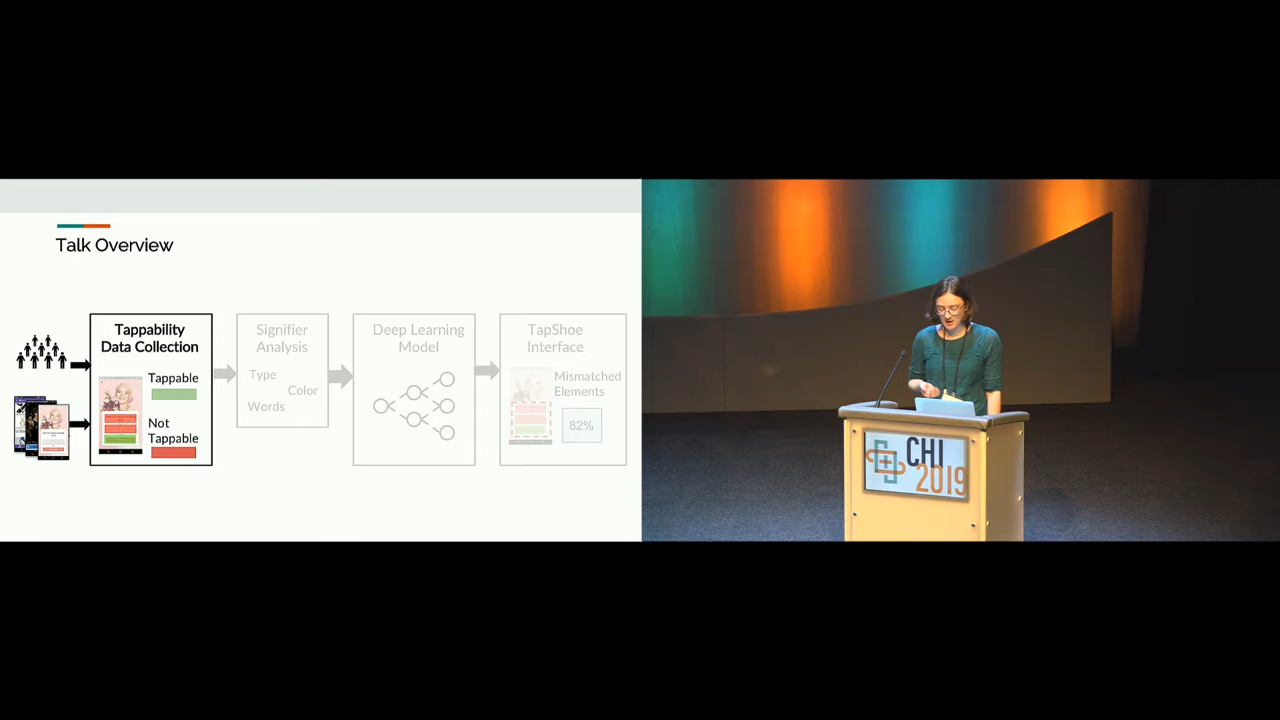 Talk Overview
Tappability
Data Collection
Tappable
Not
Tappable
Signifier
Analysis
Type
Color
Words
Deep Learning
Model
TapShoe
Interface
Mismatched
Elements
82%
CHI
2019